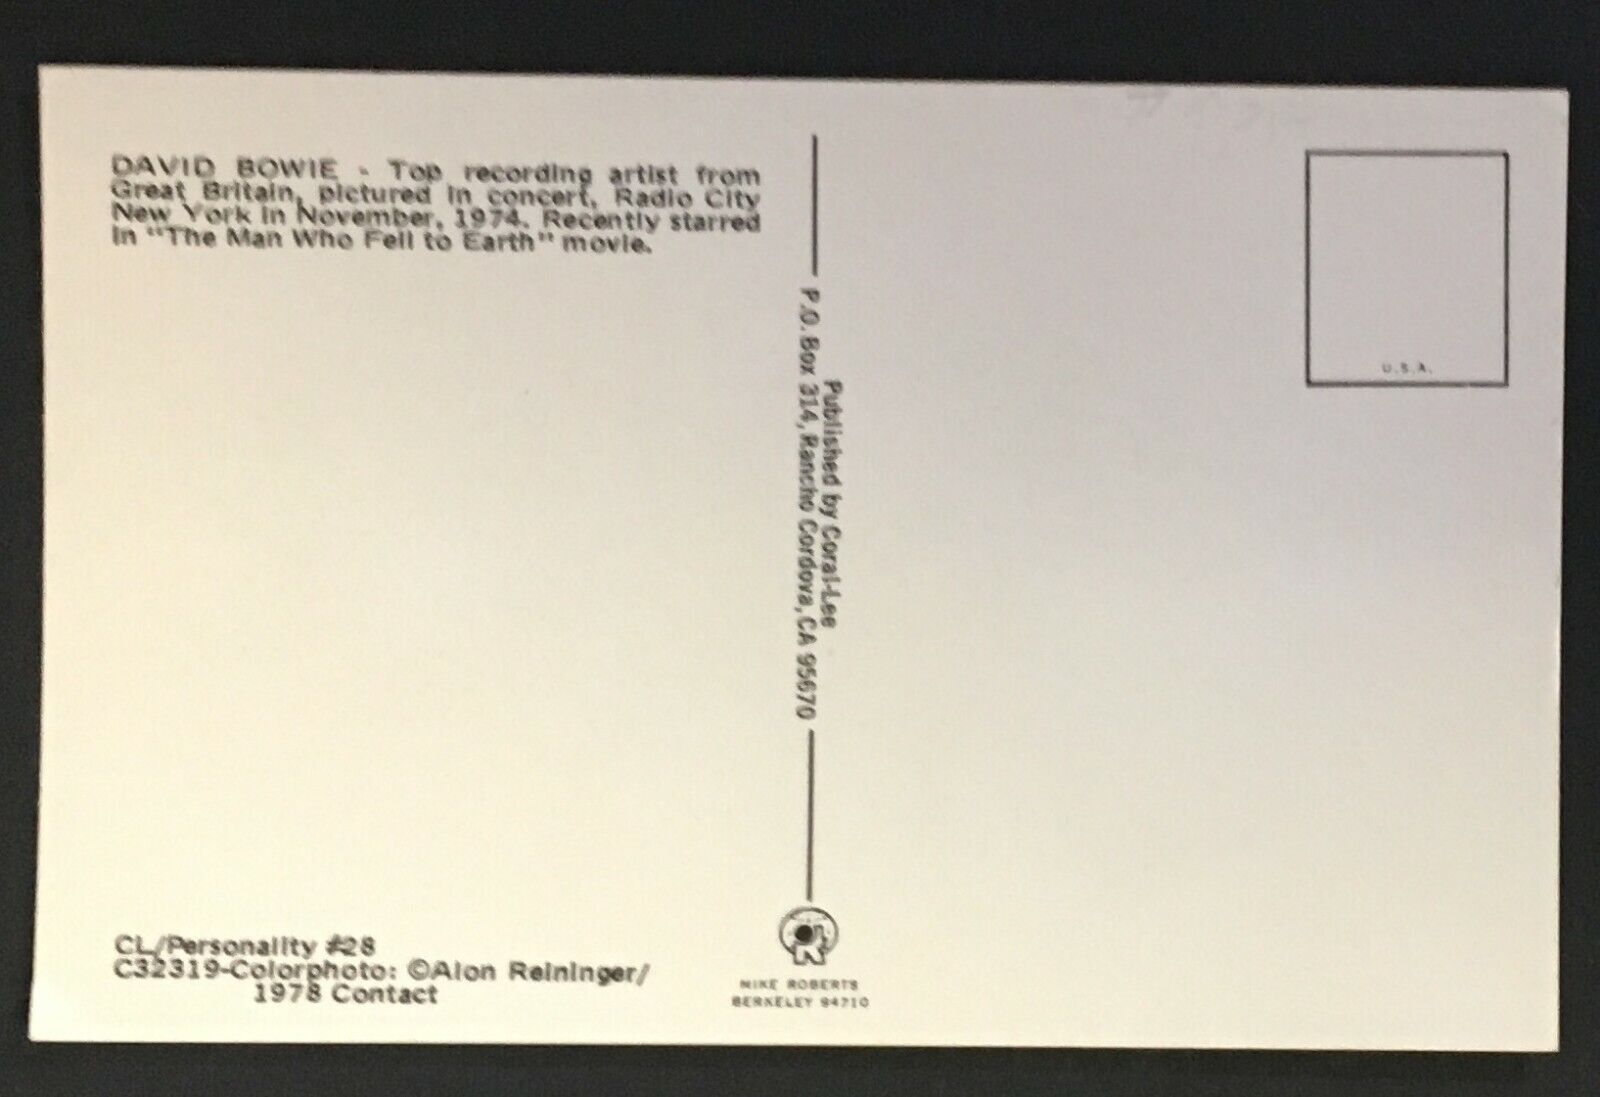 DAVID BOWIE - Top recording artist from
Great Britain, pictured in concert, Radio City
New York in November, 1974. Recently starred
in "The Man Who Fell to Earth" movie.
U.S.A.
Published by Coral-Lee
P.O. Box 314, Rancho Cordova, CA 95670
CL/Personality #28
C32319-Colorphoto: ©Alon Reininger/
1978 Contact
MIKE ROBERTS
BERKELEY 94710